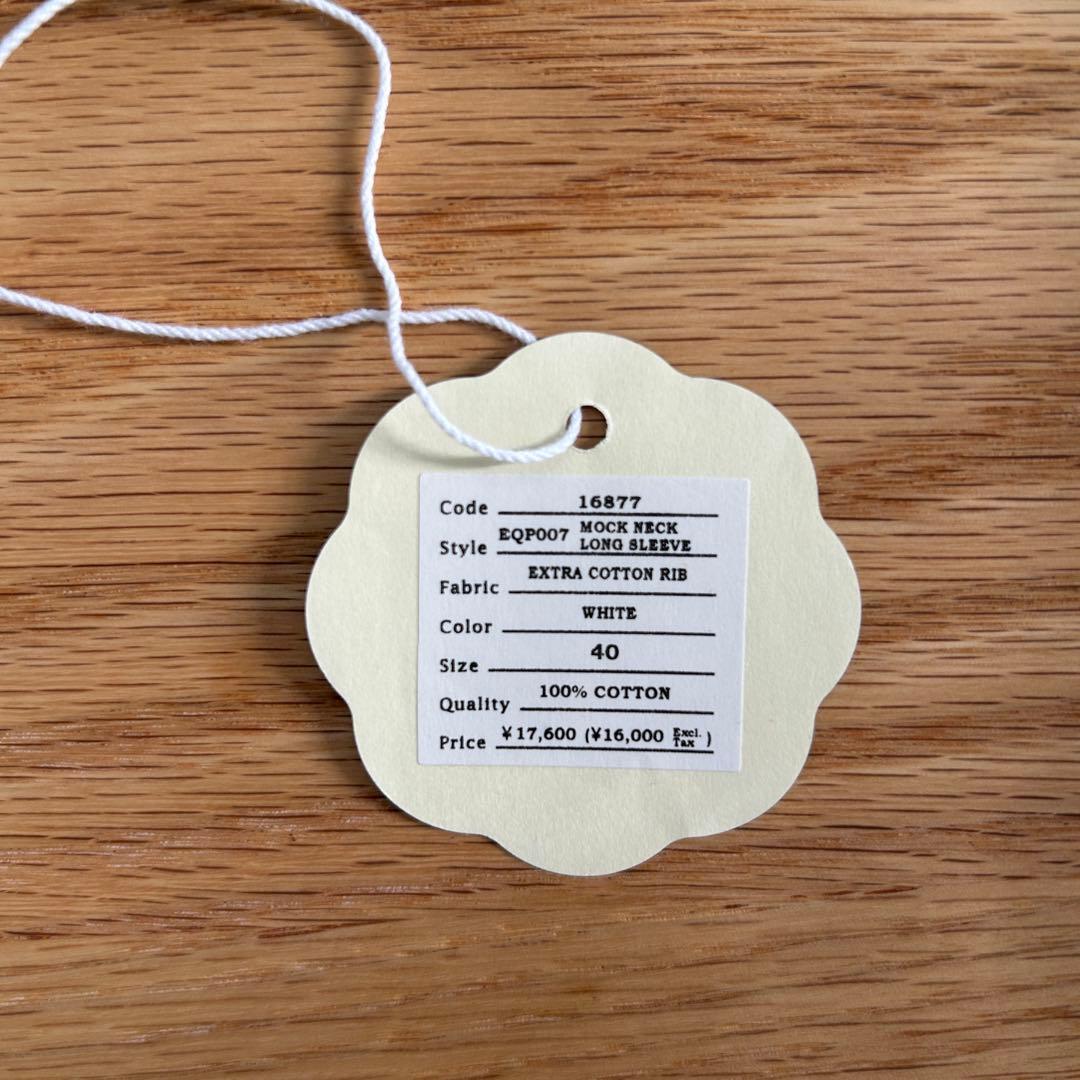 Code 16877
Style EQP007 MOCK NECK
LONG SLEEVE
Fabric EXTRA COTTON RIB
Color WHITE
Size 40
Quality 100% COTTON
Price ¥17,600 (¥16,000 Excl. Tax)